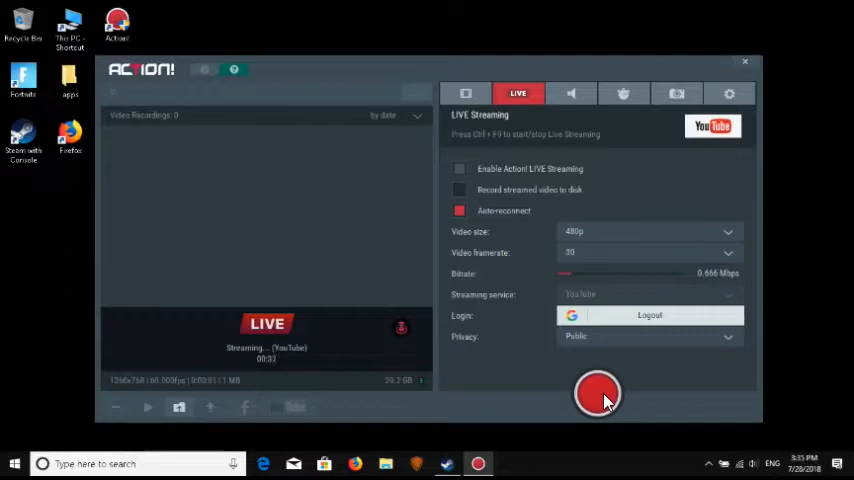 Recycle Bin
This PC - Shortcut
Action!
Fortnite
apps
Steam with Console
Firefox
ACTION!
Video Recordings: 0
by date
LIVE
LIVE Streaming
Press Ctrl + F9 to start/stop Live Streaming
YouTube
Enable Action! LIVE Streaming
Record streamed video to disk
Auto-reconnect
Video size:
480p
Video framerate:
30
Bitrate:
0.666 Mbps
Streaming service:
YouTube
Login:
Logout
Privacy:
Public
LIVE
Streaming... (YouTube)
00:33
1360x768 | 60.000fps | 0:00:01 | 1 MB
29.2 GB
Type here to search
ENG
3:35 PM
7/28/2018